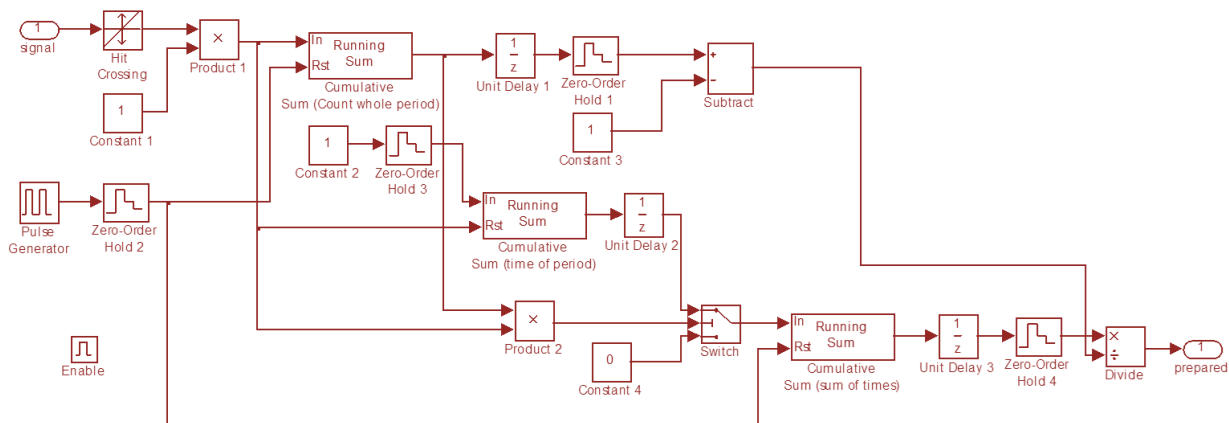 1
signal
Hit
Crossing
×
Product 1
1
Constant 1
In
Rst
Running
Sum
Cumulative
Sum (Count whole period)
1
z
Unit Delay 1
Zero-Order
Hold 1
+
−
Subtract
1
Constant 3
1
Constant 2
Zero-Order
Hold 3
Pulse
Generator
Zero-Order
Hold 2
In
Rst
Running
Sum
Cumulative
Sum (time of period)
1
z
Unit Delay 2
×
Product 2
0
Constant 4
Switch
In
Rst
Running
Sum
Cumulative
Sum (sum of times)
1
z
Unit Delay 3
Zero-Order
Hold 4
×
÷
Divide
1
prepared
Enable